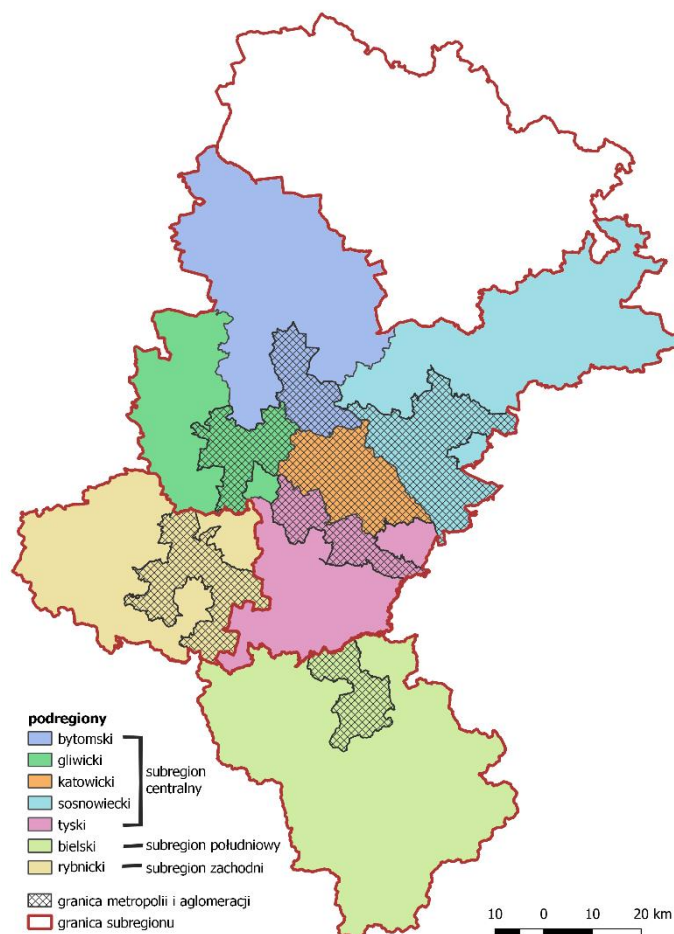 podregiony
bytomski
gliwicki
katowicki
sosnowiecki
tyski
subregion
centralny
bielski
subregion południowy
rybnicki
subregion zachodni
granica metropolii i aglomeracji
granica subregionu
10 0 10 20 km